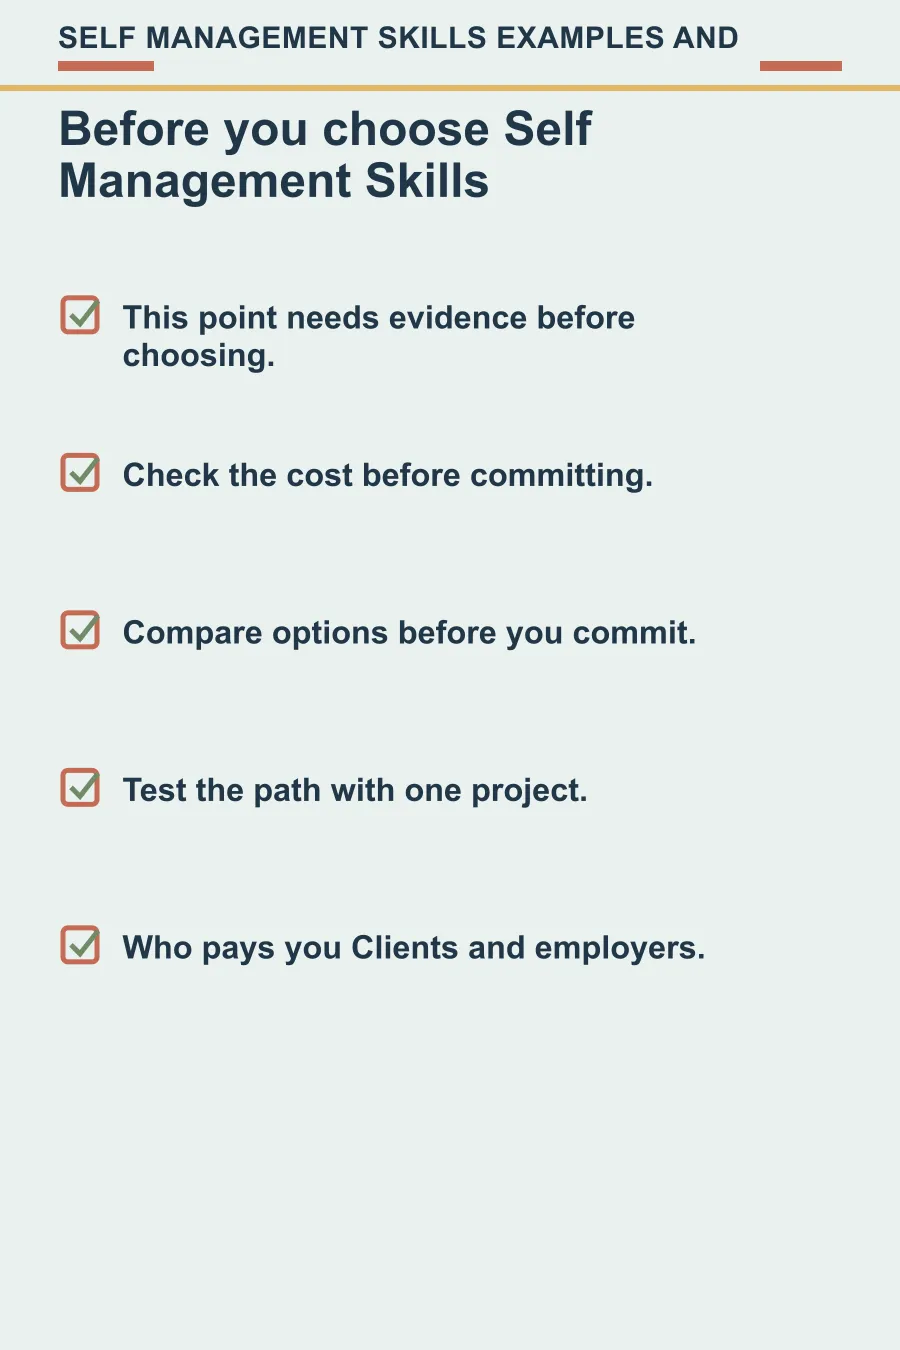 SELF MANAGEMENT SKILLS EXAMPLES AND
Before you choose Self
Management Skills
This point needs evidence before
choosing.
Check the cost before committing.
Compare options before you commit.
Test the path with one project.
Who pays you Clients and employers.